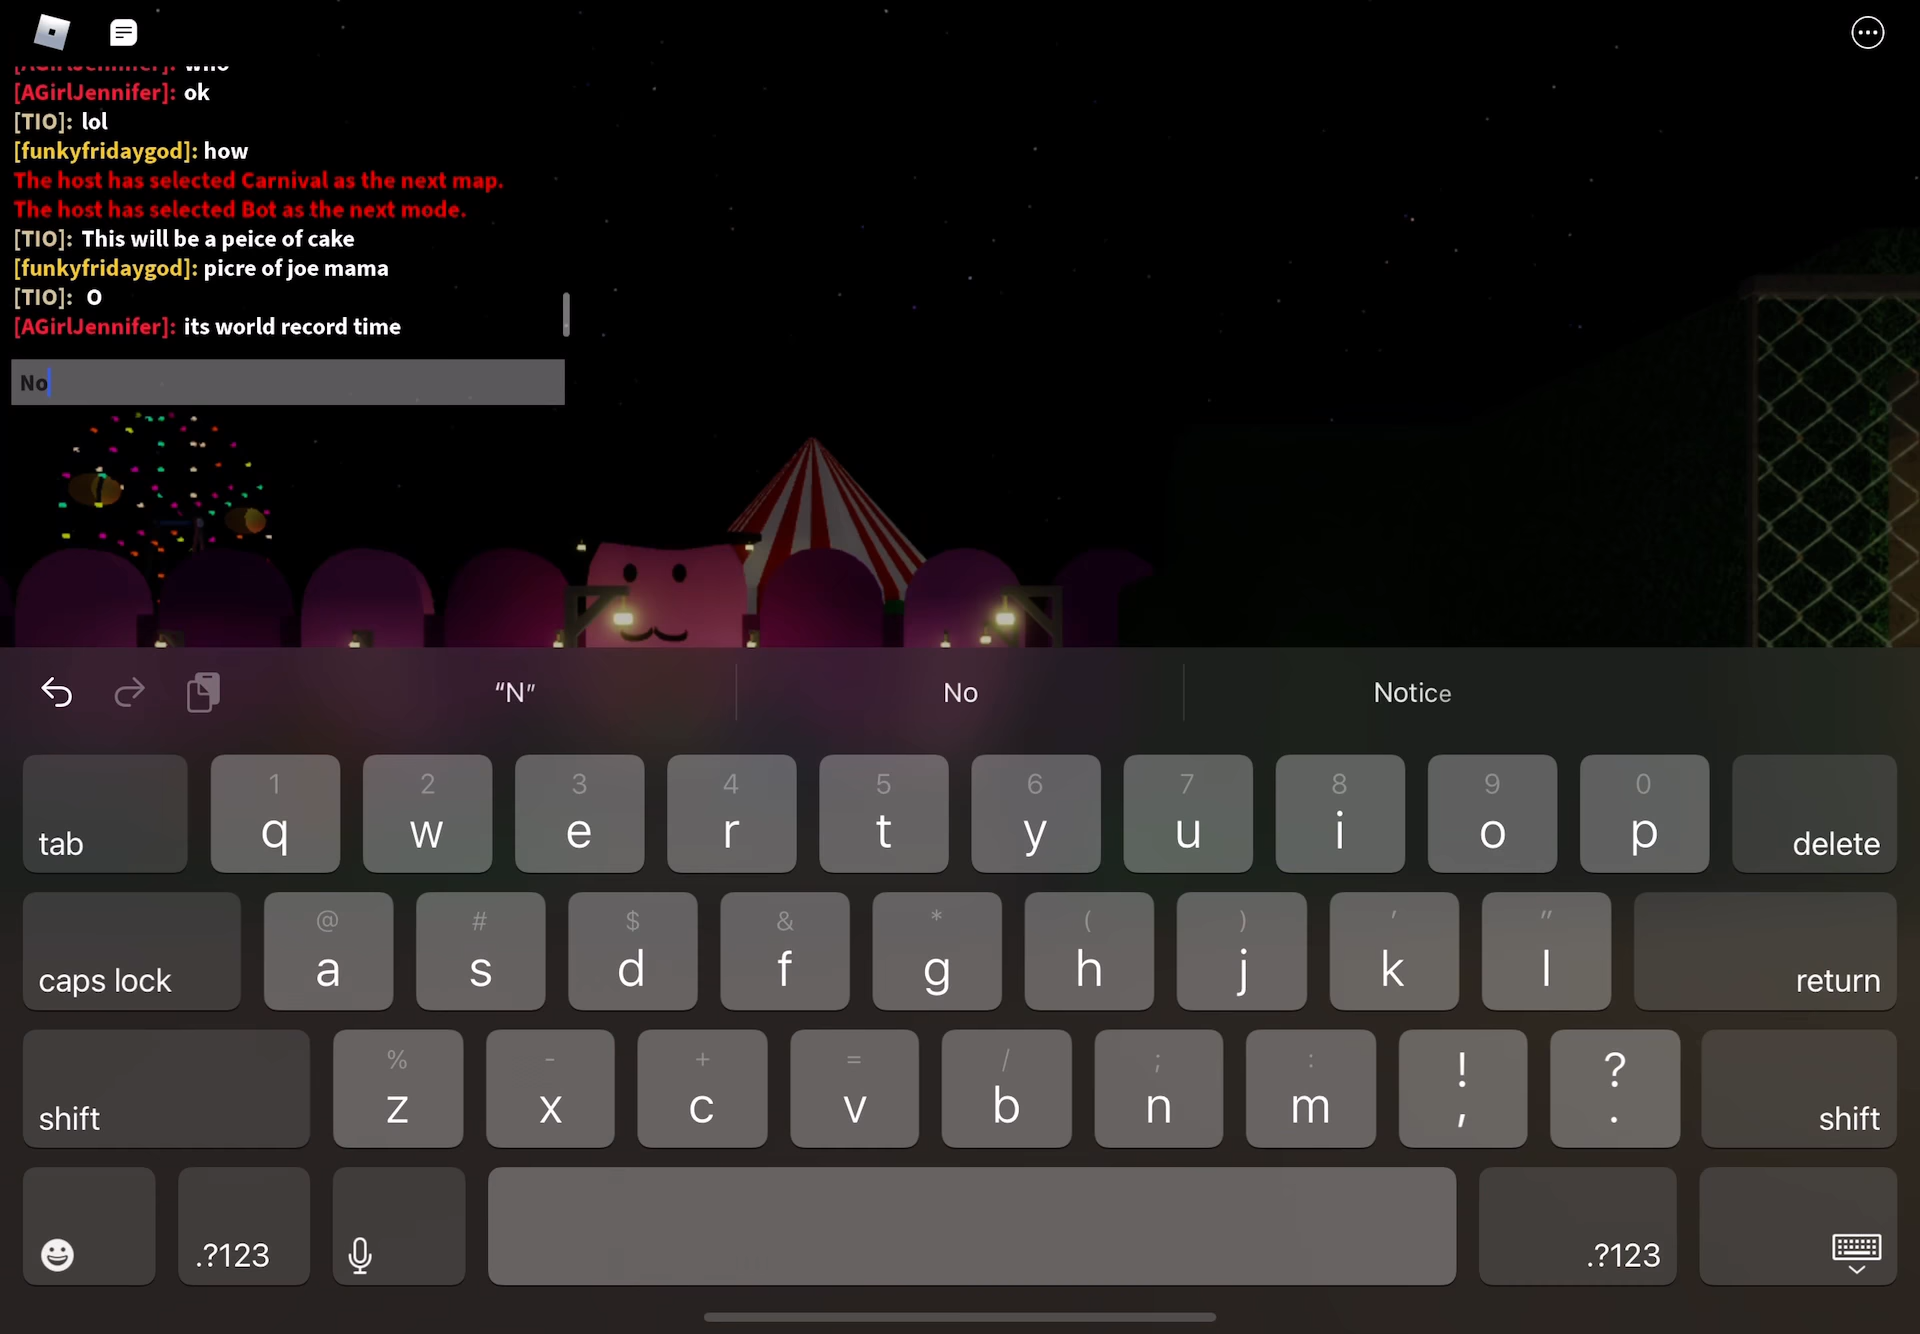 [AGirlJennifer]: who
[AGirlJennifer]: ok
[TIO]: lol
[funkyfridaygod]: how
The host has selected Carnival as the next map.
The host has selected Bot as the next mode.
[TIO]: This will be a peice of cake
[funkyfridaygod]: picre of joe mama
[TIO]: O
[AGirlJennifer]: its world record time
No
“N” No Notice
1 2 3 4 5 6 7 8 9 0
tab q w e r t y u i o p delete
@ # $ & * ( ) ' "
caps lock a s d f g h j k l return
% - + = / ; : ! ?
shift z x c v b n m , . shift
.?123 .?123